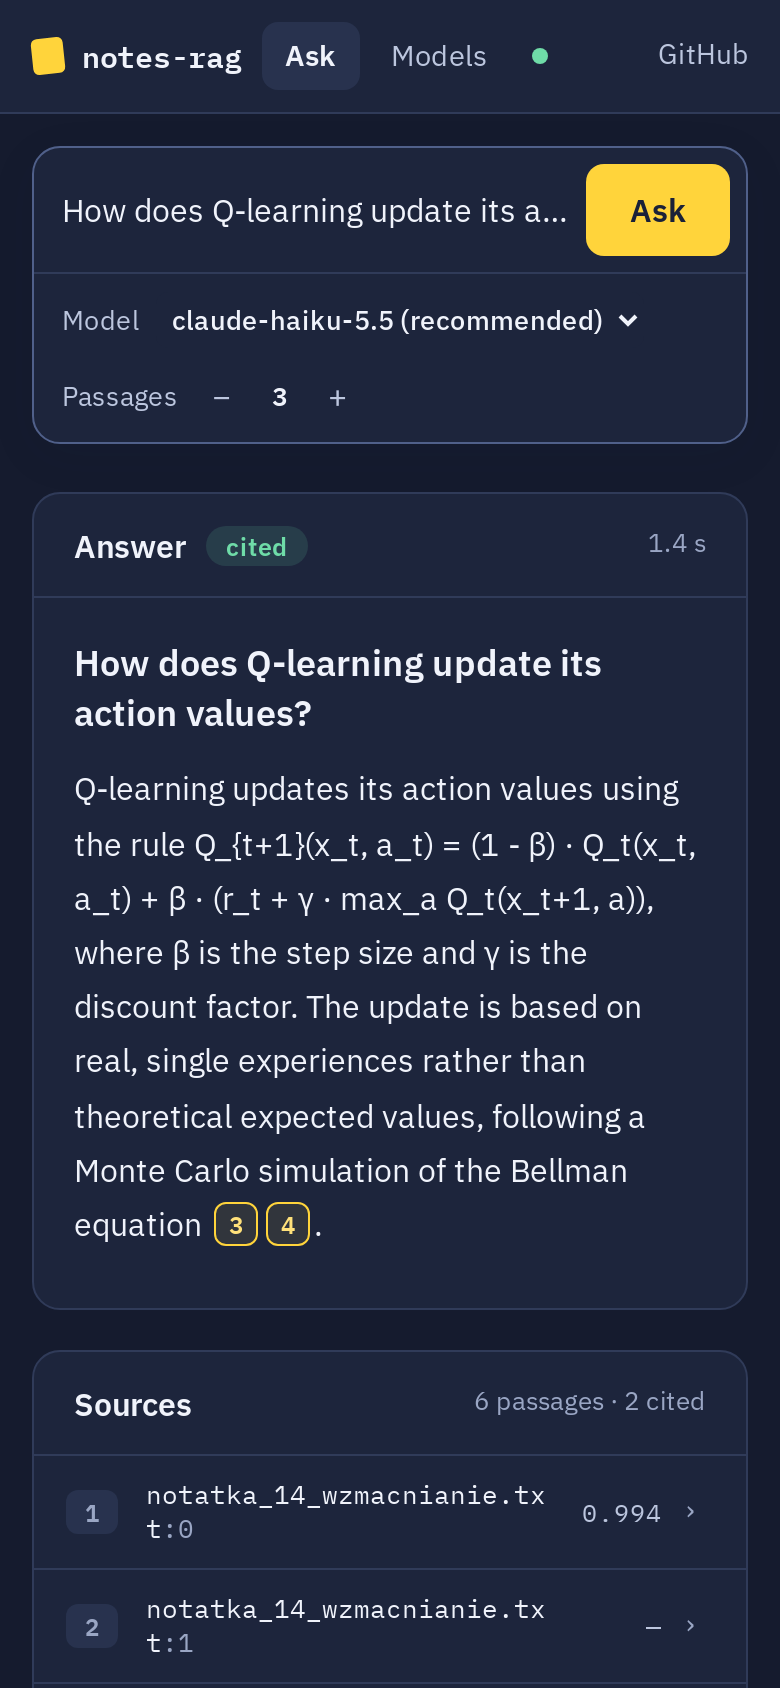 notes-rag Ask Models GitHub
How does Q-learning update its a... Ask
Model claude-haiku-5.5 (recommended)
Passages − 3 +
Answer cited 1.4 s
How does Q-learning update its
action values?
Q-learning updates its action values using
the rule Q_{t+1}(x_t, a_t) = (1 - β) · Q_t(x_t,
a_t) + β · (r_t + γ · max_a Q_t(x_t+1, a)),
where β is the step size and γ is the
discount factor. The update is based on
real, single experiences rather than
theoretical expected values, following a
Monte Carlo simulation of the Bellman
equation 3 4 .
Sources 6 passages · 2 cited
1 notatka_14_wzmacnianie.tx 0.994 ›
t:0
2 notatka_14_wzmacnianie.tx — ›
t:1